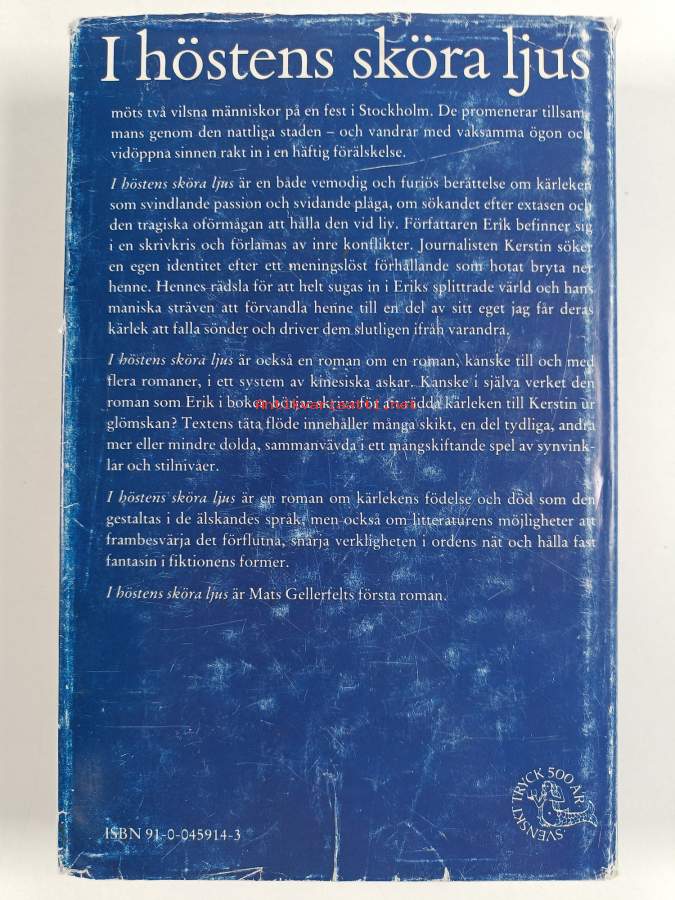 I höstens sköra ljus
möts två vilsna människor på en fest i Stockholm. De promenerar tillsam-
mans genom den nattliga staden – och vandrar med vaksamma ögon och
vidöppna sinnen rakt in i en häftig förälskelse.
I höstens sköra ljus är en både vemodig och furiös berättelse om kärleken
som svindlande passion och svidande plåga, om sökandet efter extasen och
den tragiska oförmågan att hålla den vid liv. Författaren Erik befinner sig
i en skrivkris och förlamas av inre konflikter. Journalisten Kerstin söker
en egen identitet efter ett meningslöst förhållande som hotat bryta ner
henne. Hennes rädsla för att helt sugas in i Eriks splittrade värld och hans
maniska strävan att förvandla henne till en del av sitt eget jag får deras
kärlek att falla sönder och driver dem slutligen ifrån varandra.
I höstens sköra ljus är också en roman om en roman, kanske till och med
flera romaner, i ett system av kinesiska askar. Kanske i själva verket den
roman som Erik i boken börjar skriva för att rädda kärleken till Kerstin ur
glömskan? Textens täta flöde innehåller många skikt, en del tydliga, andra
mer eller mindre dolda, sammanvävda i ett mångskiftande spel av synvink-
lar och stilnivåer.
I höstens sköra ljus är en roman om kärlekens födelse och död som den
gestaltas i de älskandes språk, men också om litteraturens möjligheter att
frambesvärja det förflutna, snärja verkligheten i ordens nät och hålla fast
fantasin i fiktionens former.
I höstens sköra ljus är Mats Gellerfelts första roman.
SVENSKT TRYCK 500 ÅR
ISBN 91-0-045914-3